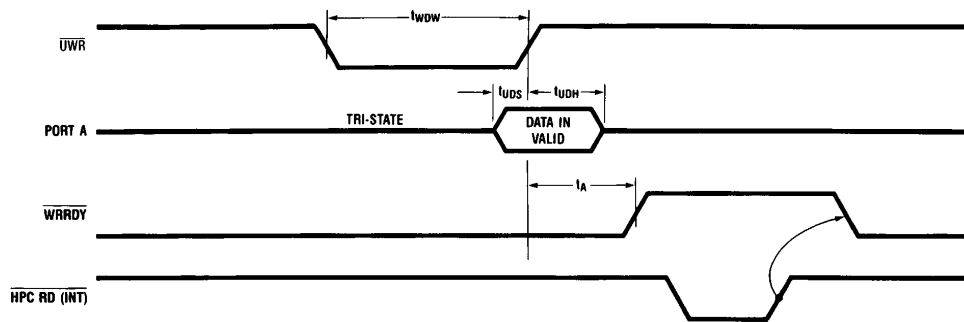 tWDW
UWR
tUDS
tUDH
PORT A
TRI-STATE
DATA IN
VALID
tA
WRRDY
HPC RD (INT)